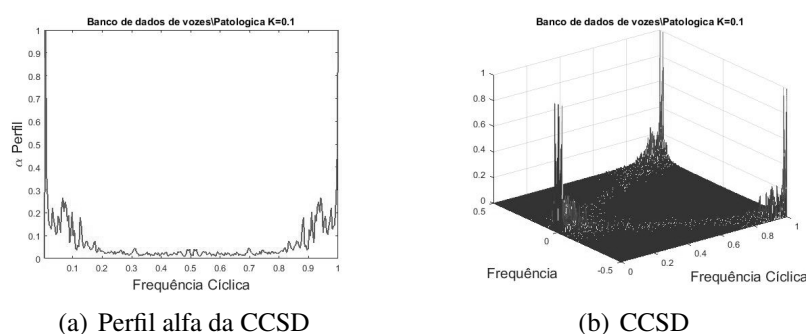 Banco de dados de vozes\Patologica K=0.1
1
0.9
0.8
0.7
0.6
0.5
0.4
0.3
0.2
0.1
0
α Perfil
0.1 0.2 0.3 0.4 0.5 0.6 0.7 0.8 0.9 1
Frequência Cíclica
(a) Perfil alfa da CCSD
Banco de dados de vozes\Patologica K=0.1
1
0.8
0.6
0.4
0.2
0
0.5
0
-0.5
Frequência
0 0.2 0.4 0.6 0.8 1
Frequência Cíclica
(b) CCSD